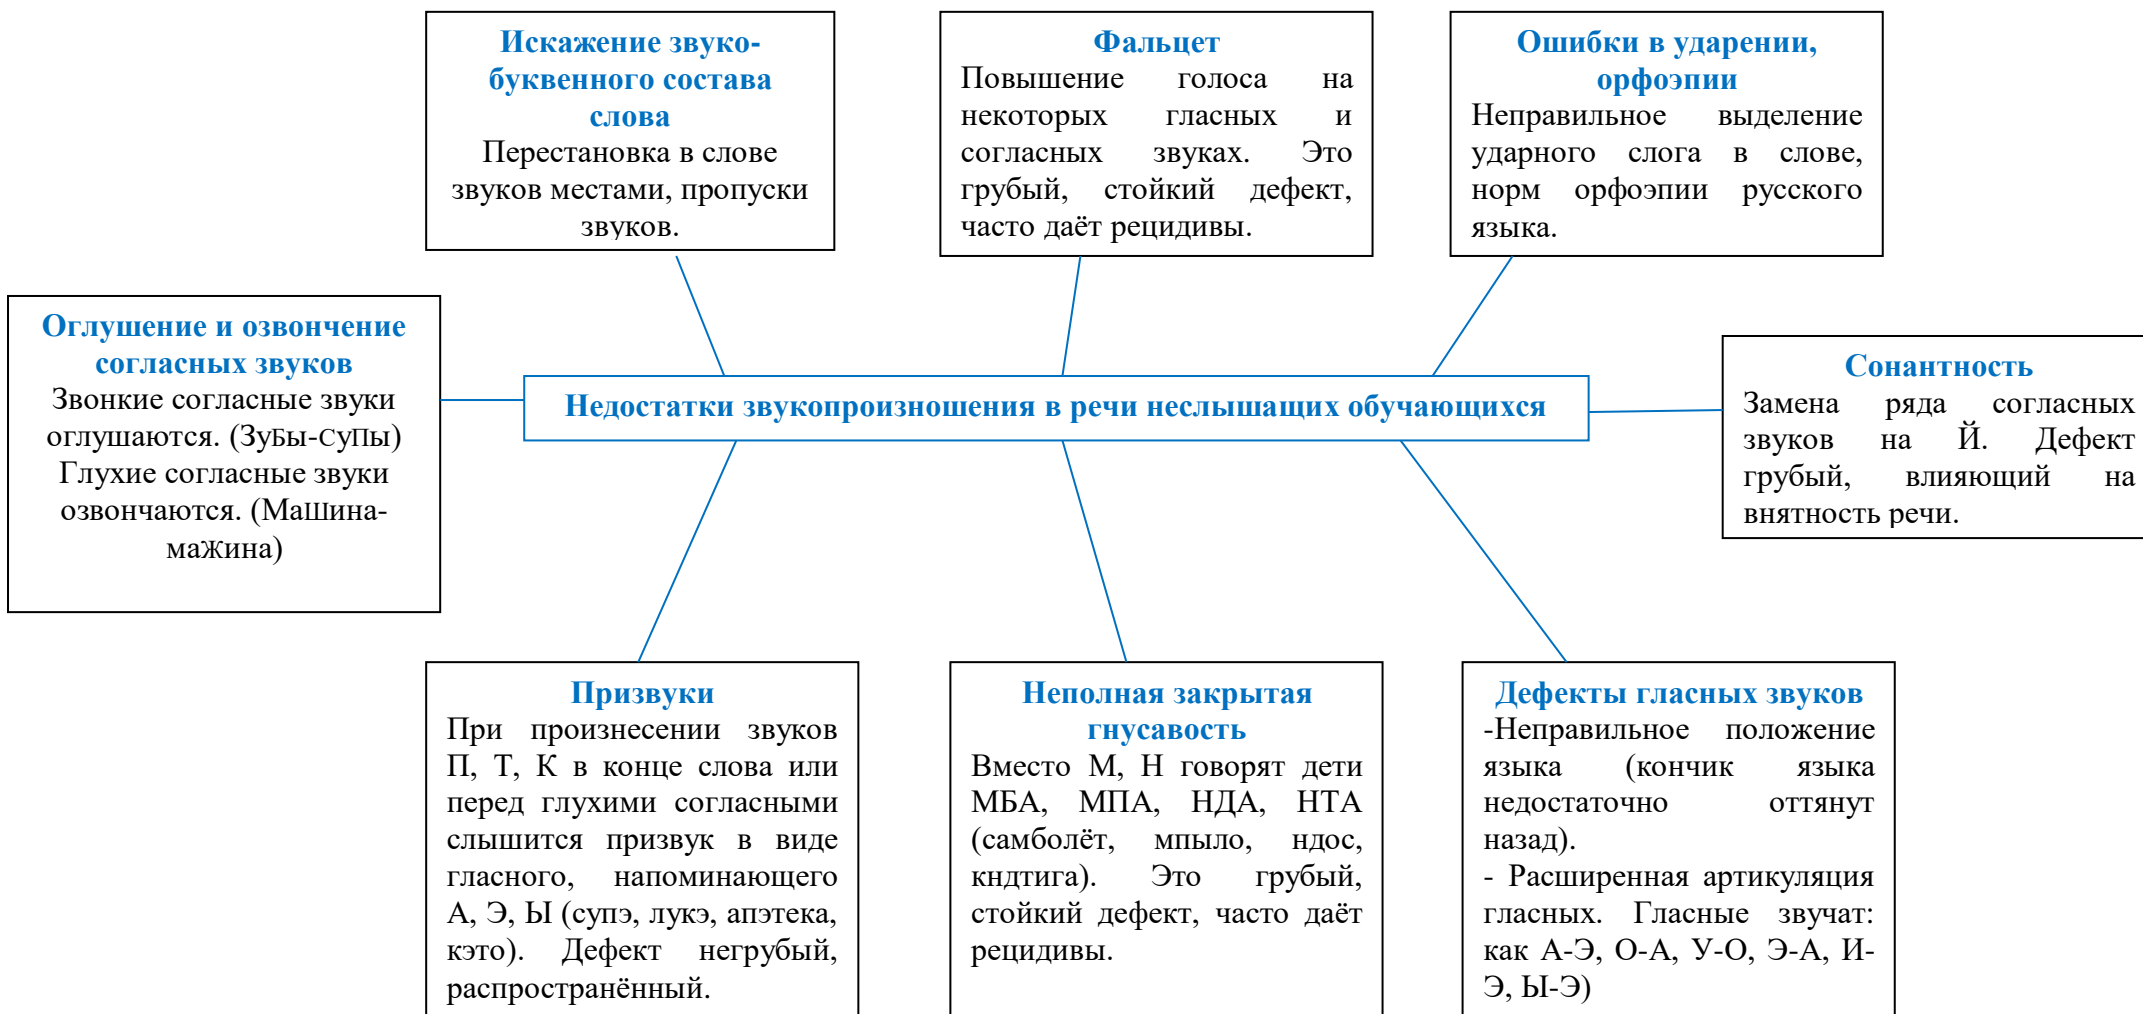 Искажение звуко-
буквенного состава
слова
Перестановка в слове
звуков местами, пропуски
звуков.
Фальцет
Повышение голоса на
некоторых гласных и
согласных звуках. Это
грубый, стойкий дефект,
часто даёт рецидивы.
Ошибки в ударении,
орфоэпии
Неправильное выделение
ударного слога в слове,
норм орфоэпии русского
языка.
Оглушение и озвончение
согласных звуков
Звонкие согласные звуки
оглушаются. (ЗуБы-СуПы)
Глухие согласные звуки
озвончаются. (МаШина-
маЖина)
Недостатки звукопроизношения в речи неслышащих обучающихся
Сонантность
Замена ряда согласных
звуков на Й. Дефект
грубый, влияющий на
внятность речи.
Призвуки
При произнесении звуков
П, Т, К в конце слова или
перед глухими согласными
слышится призвук в виде
гласного, напоминающего
А, Э, Ы (супэ, лукэ, апэтека,
кэто). Дефект негрубый,
распространённый.
Неполная закрытая
гнусавость
Вместо М, Н говорят дети
МБА, МПА, НДА, НТА
(самболёт, мпыло, ндос,
кндтига). Это грубый,
стойкий дефект, часто даёт
рецидивы.
Дефекты гласных звуков
-Неправильное положение
языка (кончик языка
недостаточно оттянут
назад).
- Расширенная артикуляция
гласных. Гласные звучат:
как А-Э, О-А, У-О, Э-А, И-
Э, Ы-Э)